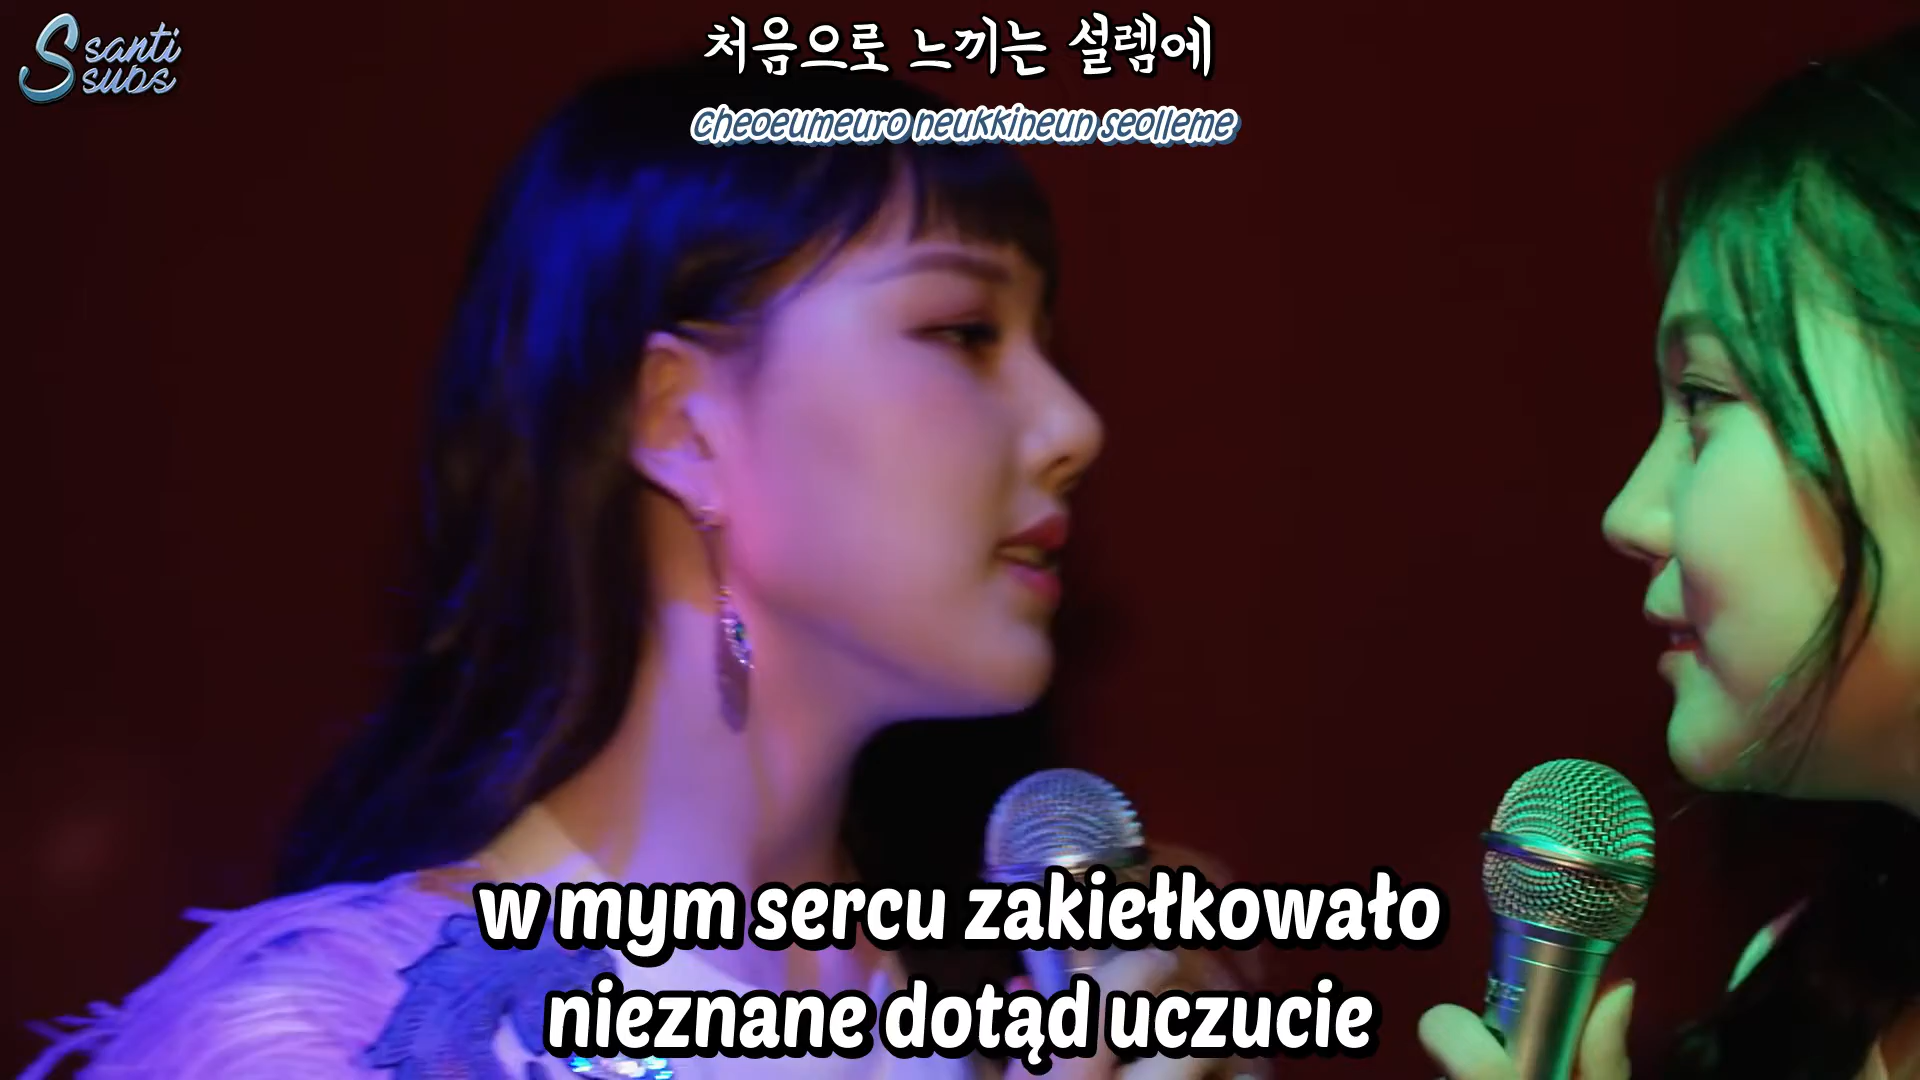 Ssanti
subs
처음으로 느끼는 설렘에
cheoeumeuro neukkineun seolleme
w mym sercu zakiełkowało
nieznane dotąd uczucie